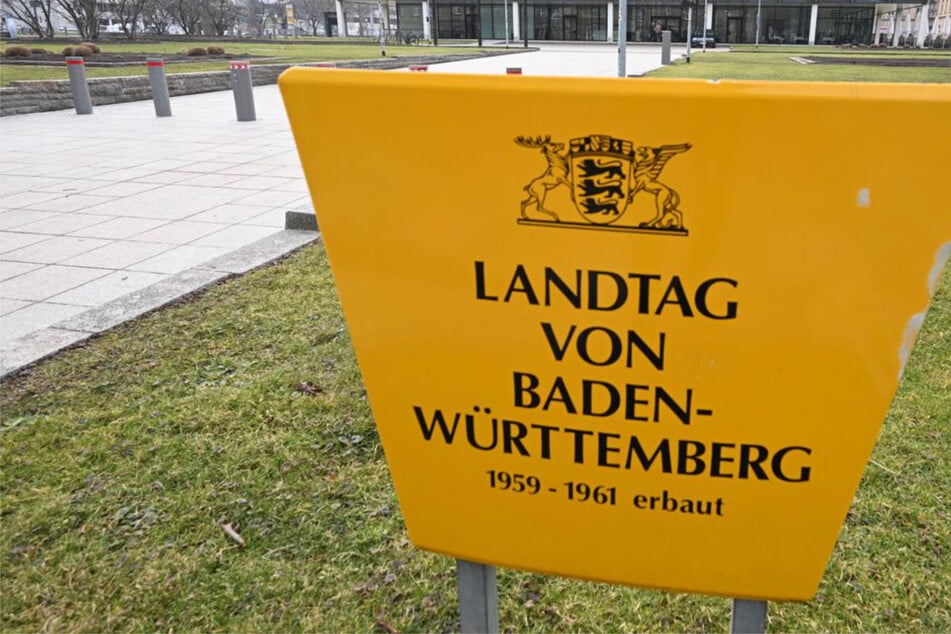 LANDTAG
VON
BADEN-
WÜRTTEMBERG
1959 - 1961 erbaut